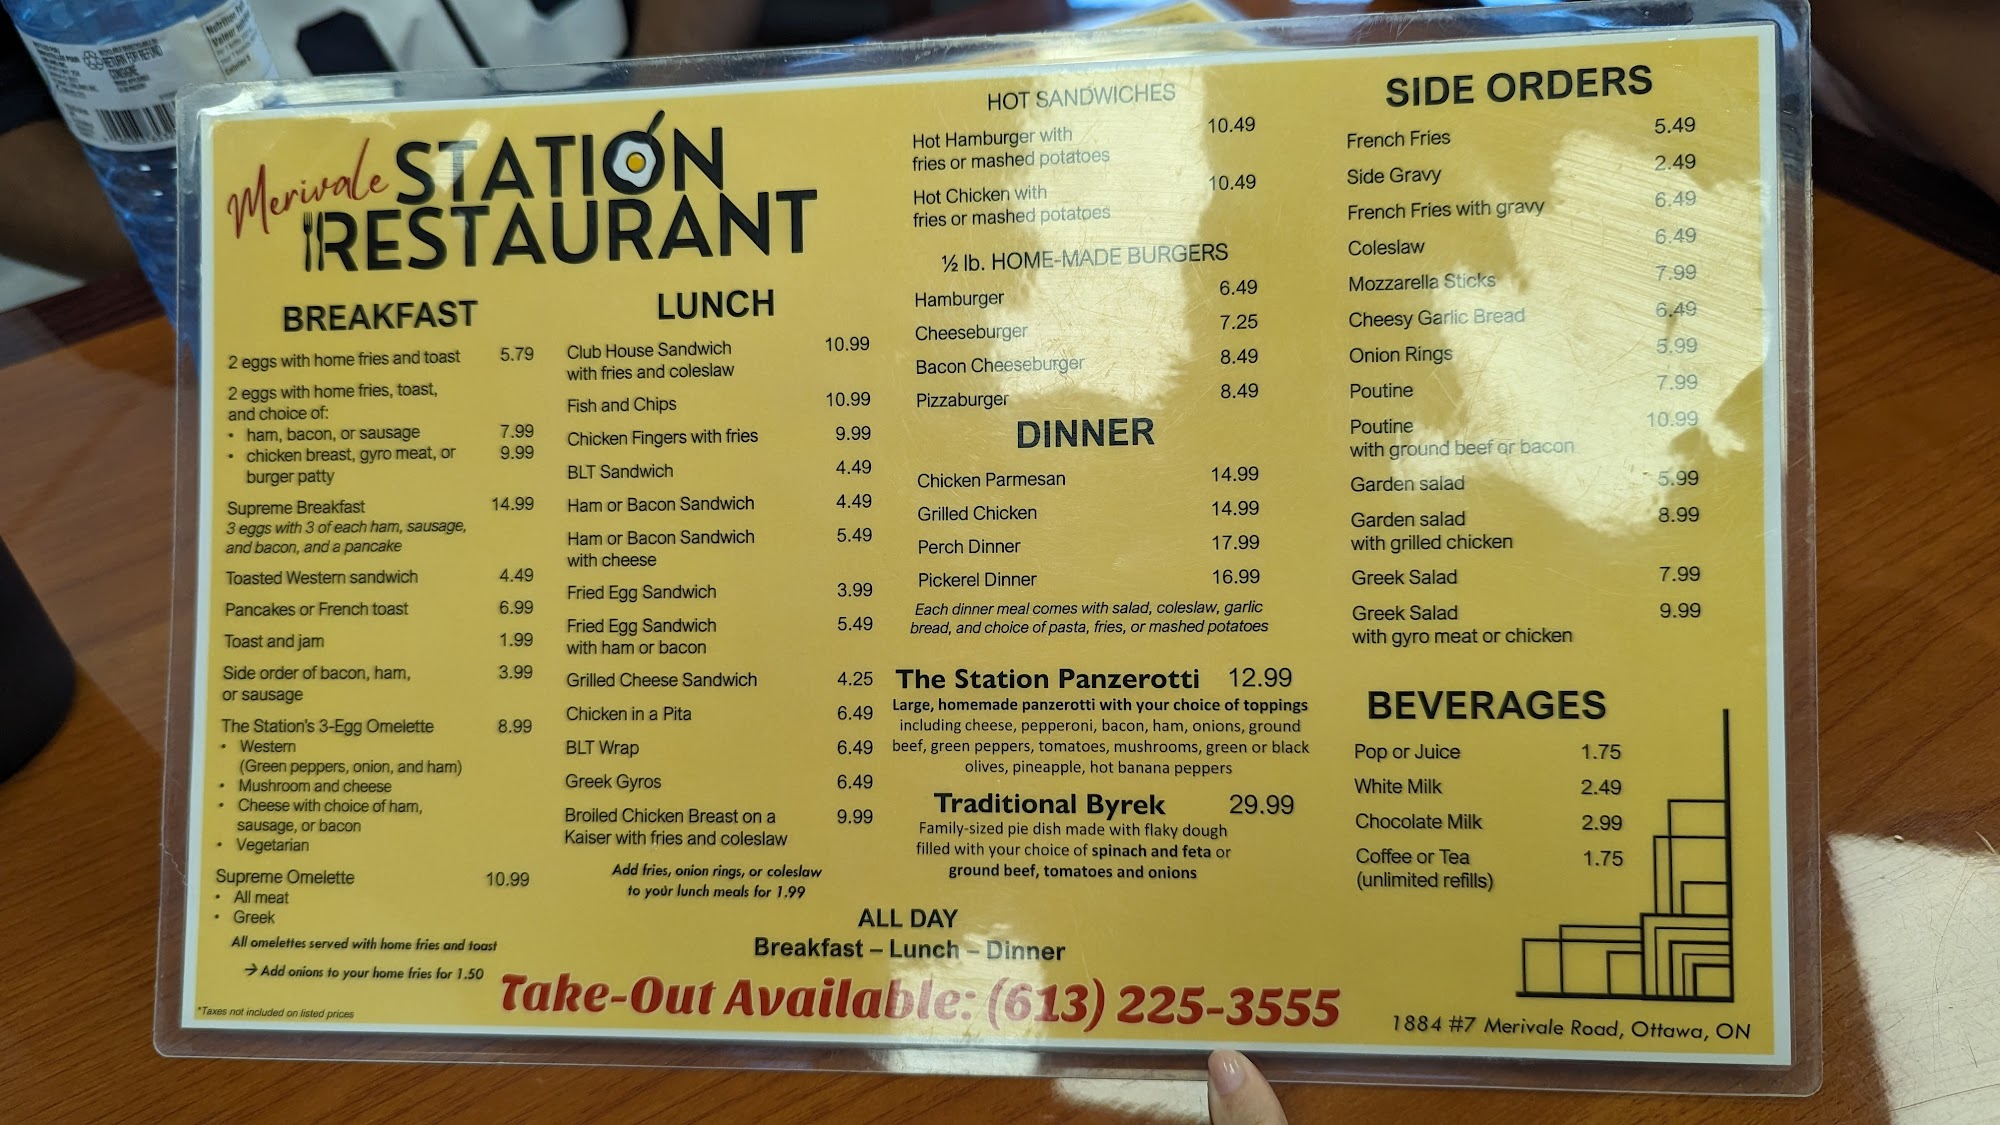 RETURN FOR REFUND
CONSIGNE
Merivale STATION
RESTAURANT
BREAKFAST
2 eggs with home fries and toast 5.79
2 eggs with home fries, toast,
and choice of:
• ham, bacon, or sausage 7.99
• chicken breast, gyro meat, or 9.99
burger patty
Supreme Breakfast 14.99
3 eggs with 3 of each ham, sausage,
and bacon, and a pancake
Toasted Western sandwich 4.49
Pancakes or French toast 6.99
Toast and jam 1.99
Side order of bacon, ham, 3.99
or sausage
The Station's 3-Egg Omelette 8.99
• Western
(Green peppers, onion, and ham)
• Mushroom and cheese
• Cheese with choice of ham,
sausage, or bacon
• Vegetarian
Supreme Omelette 10.99
• All meat
• Greek
All omelettes served with home fries and toast
→ Add onions to your home fries for 1.50
*Taxes not included on listed prices
LUNCH
Club House Sandwich 10.99
with fries and coleslaw
Fish and Chips 10.99
Chicken Fingers with fries 9.99
BLT Sandwich 4.49
Ham or Bacon Sandwich 4.49
Ham or Bacon Sandwich 5.49
with cheese
Fried Egg Sandwich 3.99
Fried Egg Sandwich 5.49
with ham or bacon
Grilled Cheese Sandwich 4.25
Chicken in a Pita 6.49
BLT Wrap 6.49
Greek Gyros 6.49
Broiled Chicken Breast on a 9.99
Kaiser with fries and coleslaw
Add fries, onion rings, or coleslaw
to your lunch meals for 1.99
HOT SANDWICHES
Hot Hamburger with 10.49
fries or mashed potatoes
Hot Chicken with 10.49
fries or mashed potatoes
½ lb. HOME-MADE BURGERS
Hamburger 6.49
Cheeseburger 7.25
Bacon Cheeseburger 8.49
Pizzaburger 8.49
DINNER
Chicken Parmesan 14.99
Grilled Chicken 14.99
Perch Dinner 17.99
Pickerel Dinner 16.99
Each dinner meal comes with salad, coleslaw, garlic
bread, and choice of pasta, fries, or mashed potatoes
The Station Panzerotti 12.99
Large, homemade panzerotti with your choice of toppings
including cheese, pepperoni, bacon, ham, onions, ground
beef, green peppers, tomatoes, mushrooms, green or black
olives, pineapple, hot banana peppers
Traditional Byrek 29.99
Family-sized pie dish made with flaky dough
filled with your choice of spinach and feta or
ground beef, tomatoes and onions
SIDE ORDERS
French Fries 5.49
Side Gravy 2.49
French Fries with gravy 6.49
Coleslaw 6.49
Mozzarella Sticks 7.99
Cheesy Garlic Bread 6.49
Onion Rings 5.99
Poutine 7.99
Poutine 10.99
with ground beef or bacon
Garden salad 5.99
Garden salad 8.99
with grilled chicken
Greek Salad 7.99
Greek Salad 9.99
with gyro meat or chicken
BEVERAGES
Pop or Juice 1.75
White Milk 2.49
Chocolate Milk 2.99
Coffee or Tea 1.75
(unlimited refills)
ALL DAY
Breakfast – Lunch – Dinner
Take-Out Available: (613) 225-3555
1884 #7 Merivale Road, Ottawa, ON